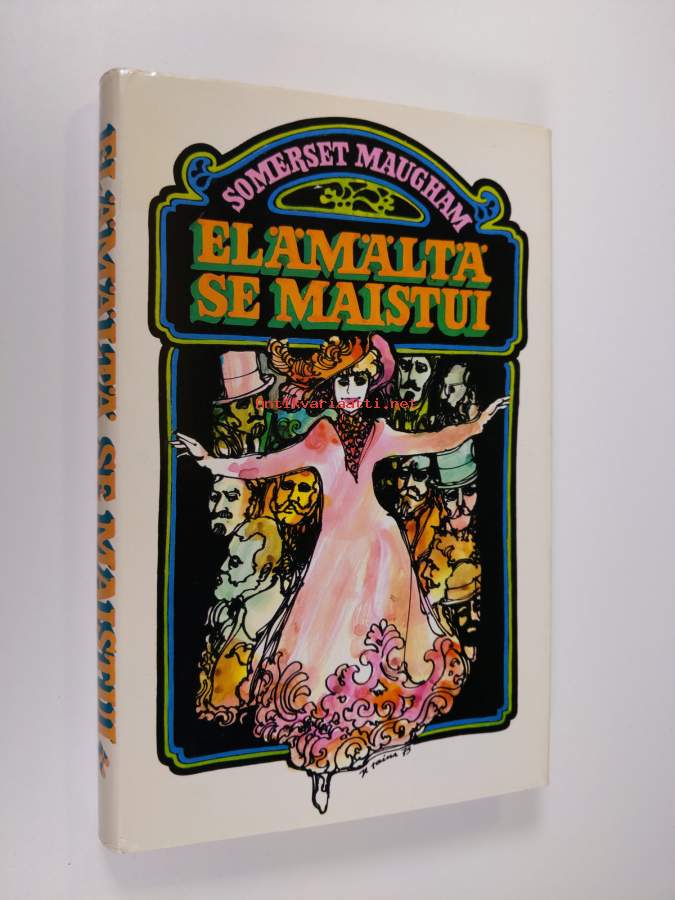 SOMERSET MAUGHAM
ELÄMÄLTÄ
SE MAISTUI
antikvariaatti.net
ELÄMÄLTÄ SE MAISTUI